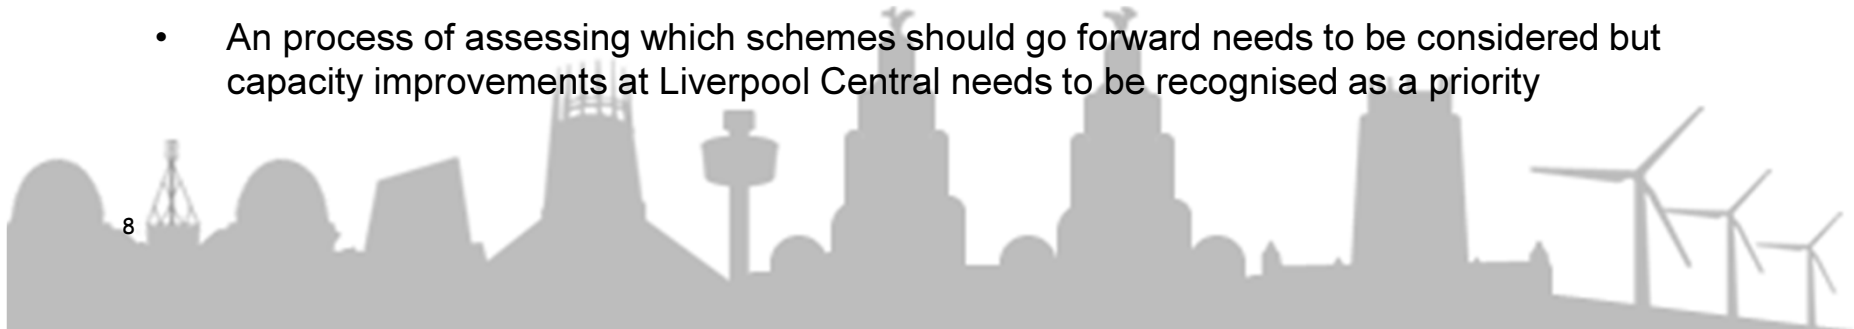 • An process of assessing which schemes should go forward needs to be considered but
capacity improvements at Liverpool Central needs to be recognised as a priority
8